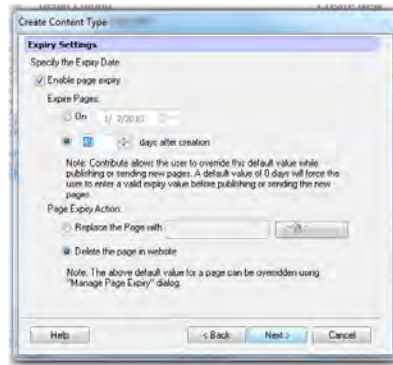 Create Content Type
Expiry Settings
Specify the Expiry Date
Enable page expiry
Expire Pages:
On 1/ 2/2010
days after creation
Note: Contribute allows the user to override this default value while
publishing or sending new pages. A default value of 0 days will force the
user to enter a valid expiry value before publishing or sending the new
pages.
Page Expiry Action:
Replace the Page with
Delete the page in website
Note: The above default value for a page can be overridden using
"Manage Page Expiry" dialog.
Help < Back Next > Cancel